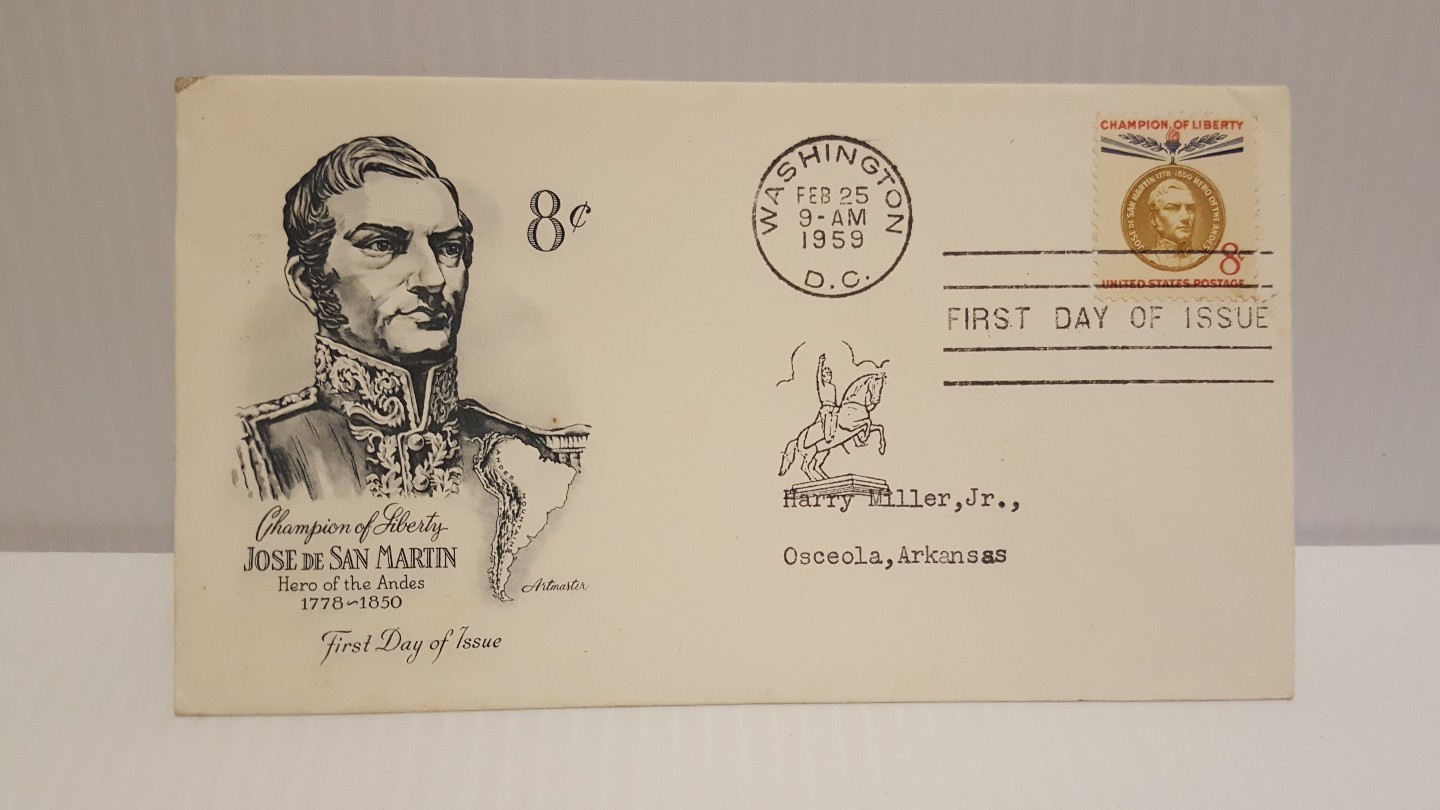 8¢
Champion of Liberty
JOSE DE SAN MARTIN
Hero of the Andes
1778~1850
First Day of Issue
Artmaster
WASHINGTON
FEB 25
9-AM
1959
D.C.
CHAMPION OF LIBERTY
JOSE DE SAN MARTIN 1778-1850 HERO OF THE ANDES
8¢
UNITED STATES POSTAGE
FIRST DAY OF ISSUE
Harry Miller,Jr.,
Osceola,Arkansas